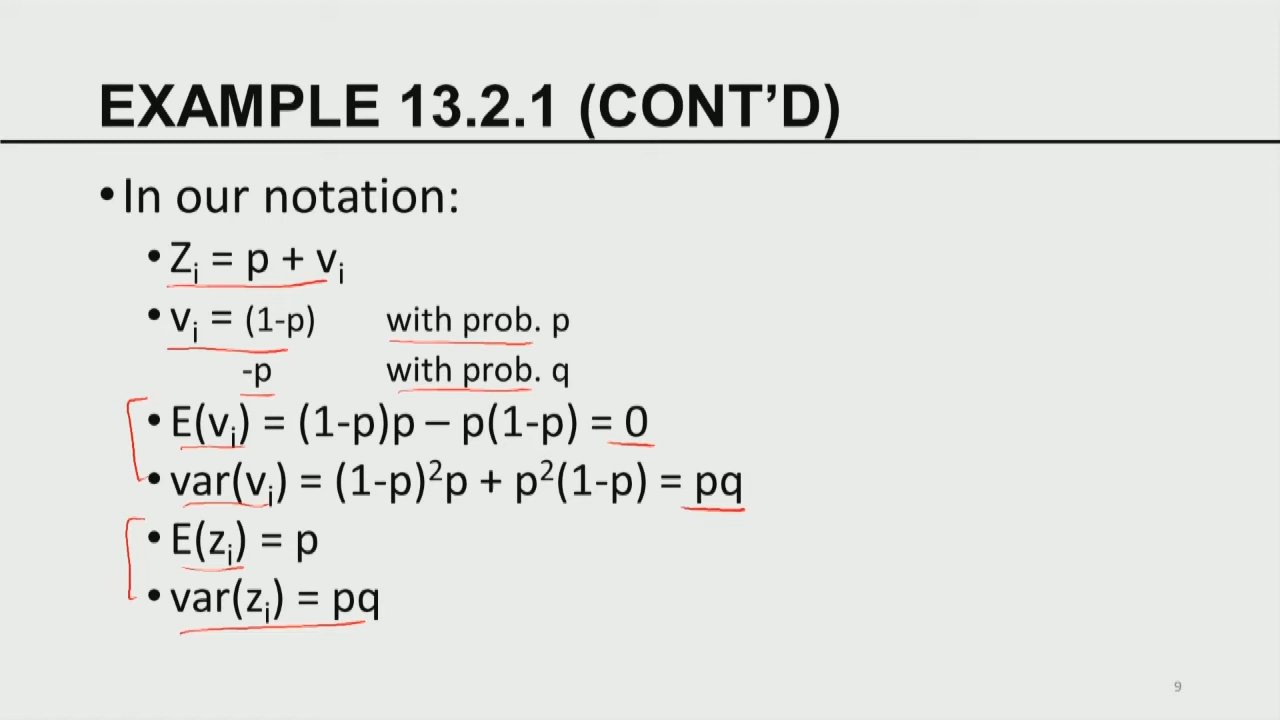 EXAMPLE 13.2.1 (CONT’D)
•In our notation:
•Zᵢ = p + vᵢ
•vᵢ = (1-p) with prob. p
-p with prob. q
•E(vᵢ) = (1-p)p – p(1-p) = 0
•var(vᵢ) = (1-p)²p + p²(1-p) = pq
•E(zᵢ) = p
•var(zᵢ) = pq
9